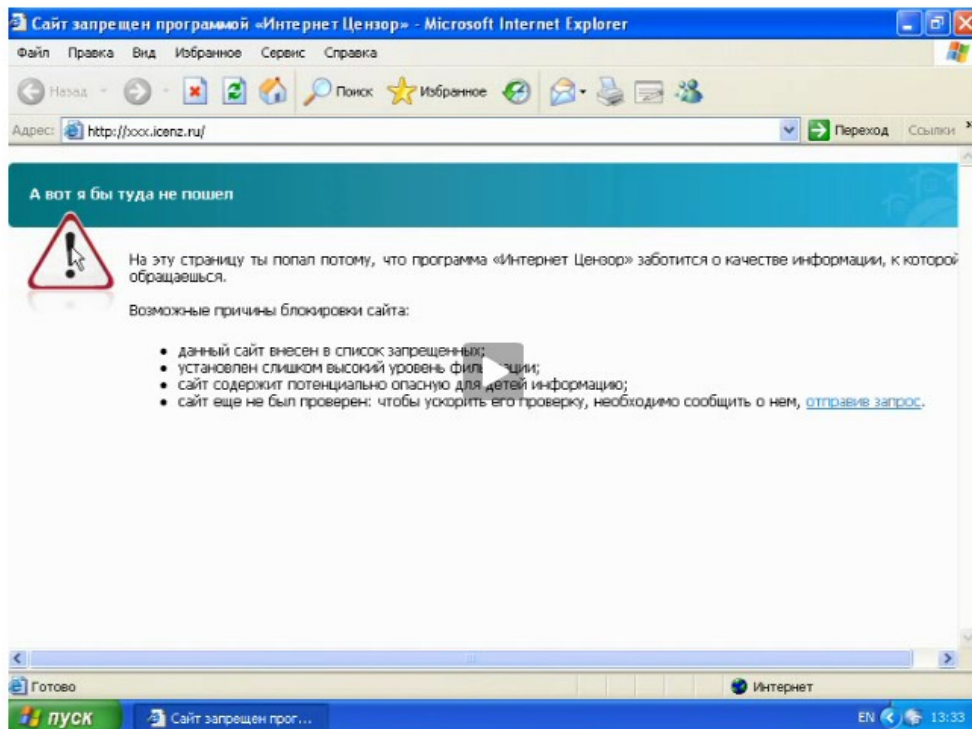 Сайт запрещен программой «Интернет Цензор» - Microsoft Internet Explorer
Файл Правка Вид Избранное Сервис Справка
Назад Поиск Избранное
Адрес: http://xxx.icenz.ru/ Переход Ссылки »
А вот я бы туда не пошел
На эту страницу ты попал потому, что программа «Интернет Цензор» заботится о качестве информации, к которой
обращаешься.
Возможные причины блокировки сайта:
• данный сайт внесен в список запрещенных;
• установлен слишком высокий уровень фильтрации;
• сайт содержит потенциально опасную для детей информацию;
• сайт еще не был проверен: чтобы ускорить его проверку, необходимо сообщить о нем, отправив запрос.
Готово Интернет
пуск Сайт запрещен прог... EN 13:33